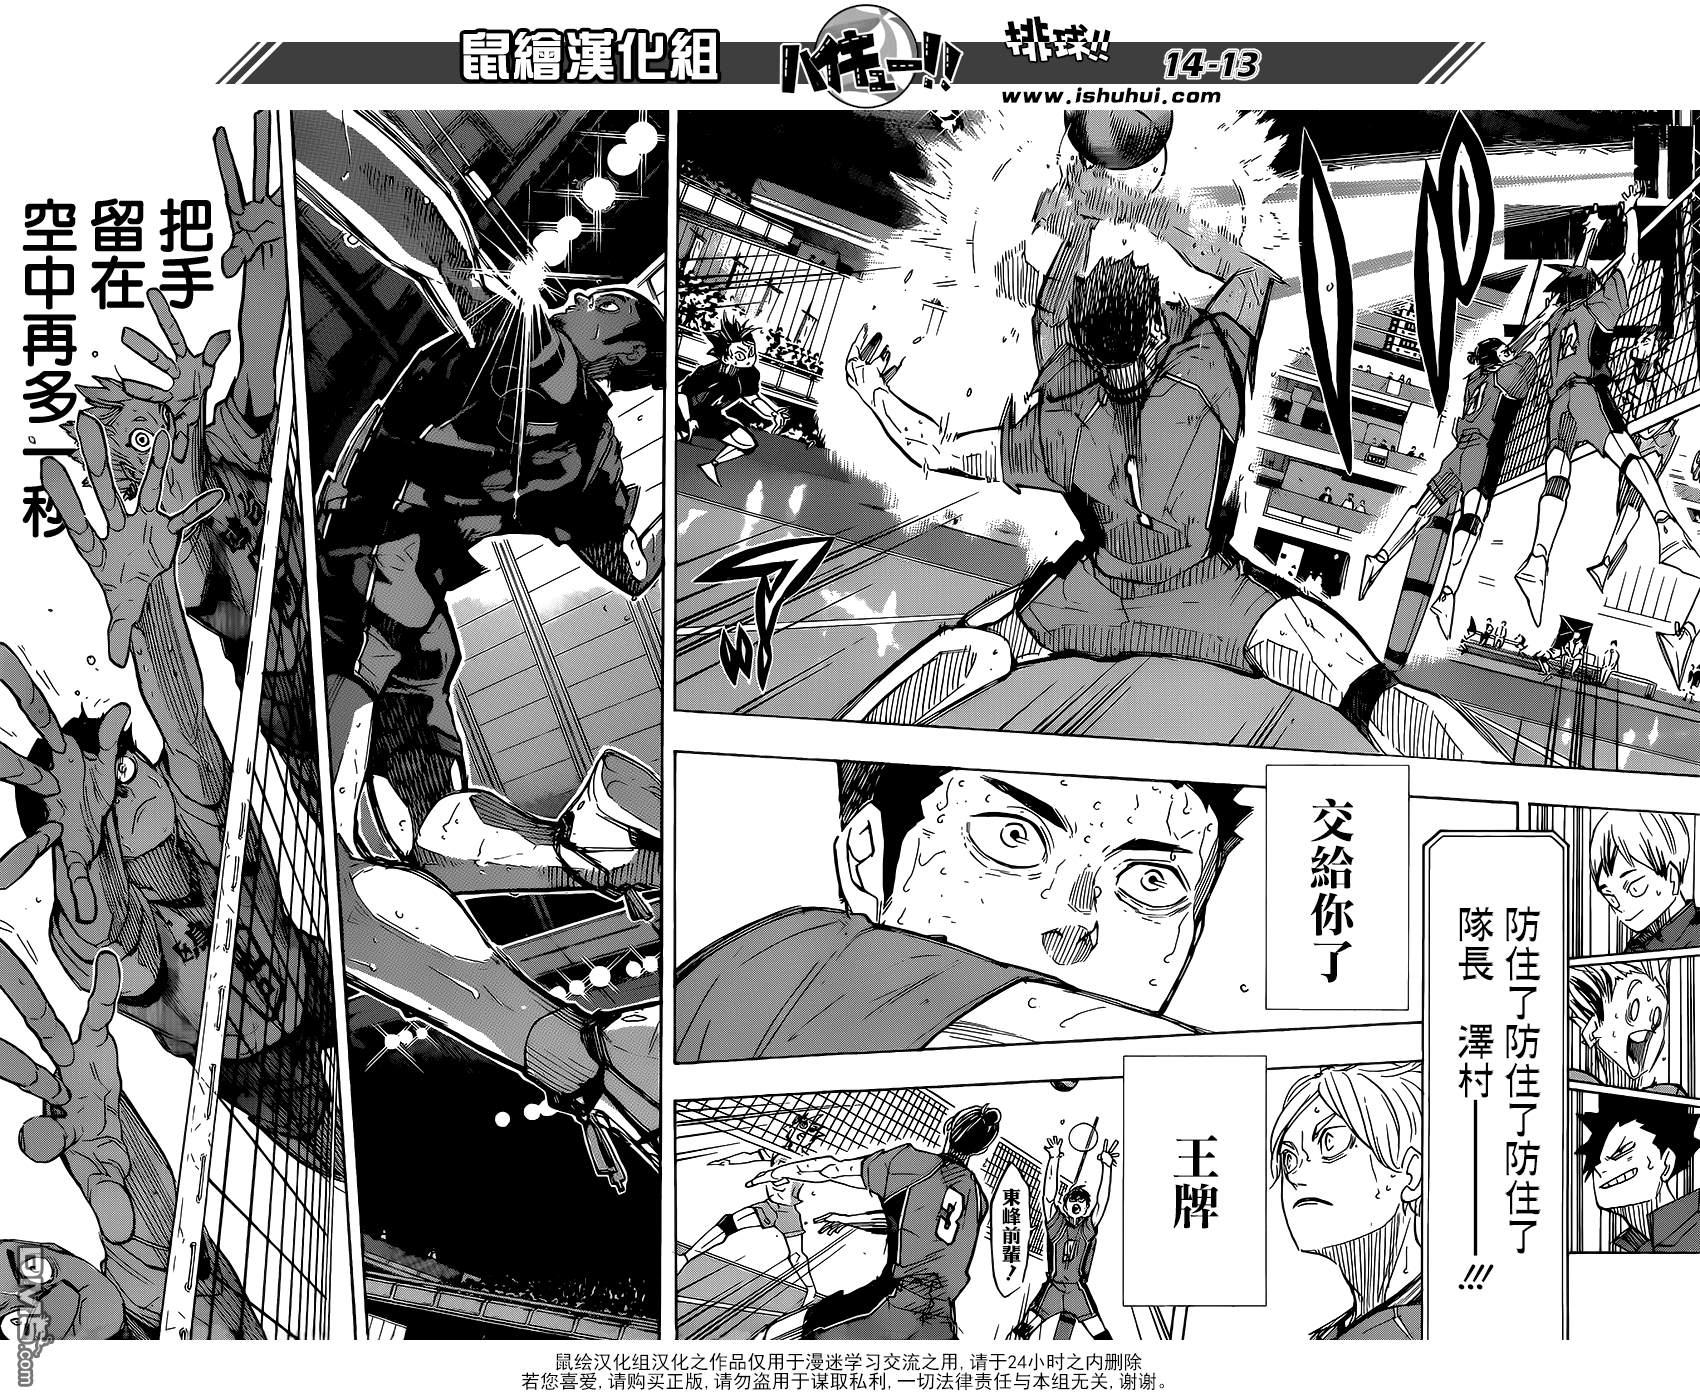 鼠繪漢化組
ハイキュー!!
排球!!
14-13
www.ishuhui.com
防住了防住了防住了
隊長 澤村——!!!
交給你了
王牌
東峰前輩!
把手
留在
空中再多一秒
鼠绘汉化组汉化之作品仅用于漫迷学习交流之用,请于24小时之内删除
若您喜爱,请购买正版,请勿盗用于谋取私利,一切法律责任与本组无关,谢谢。
DM5.com